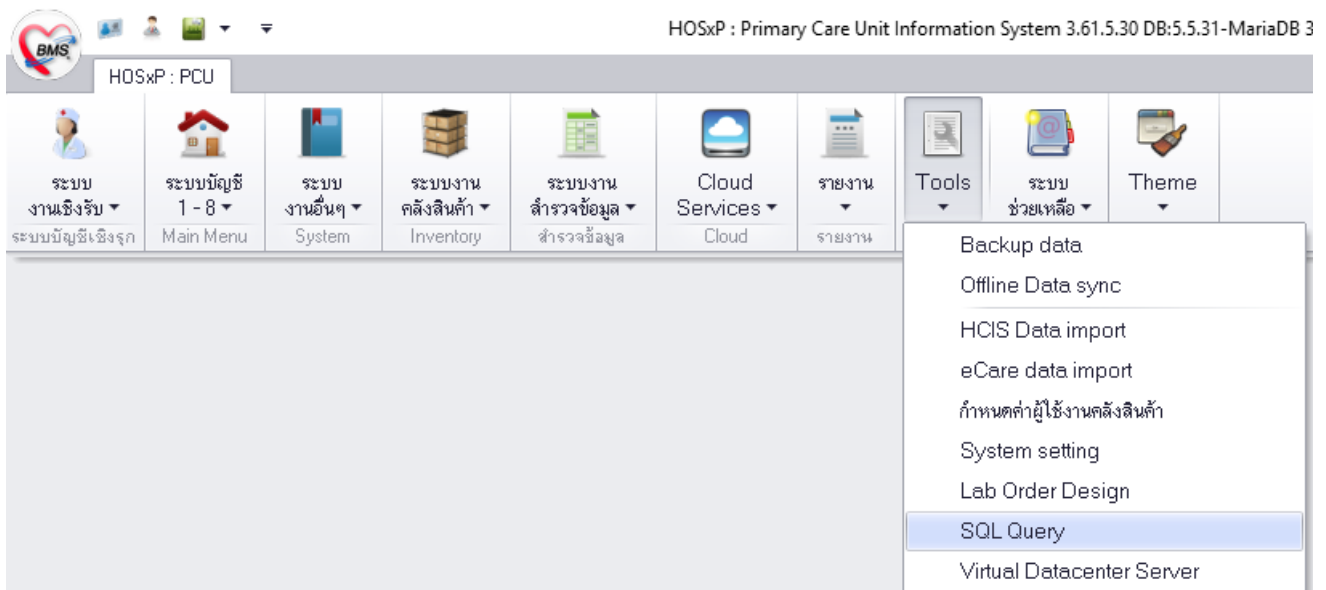 BMS
HOSxP : Primary Care Unit Information System 3.61.5.30 DB:5.5.31-MariaDB 3
HOSxP : PCU
ระบบ
งานเชิงรับ
ระบบบัญชีเชิงรุก
ระบบบัญชี
1 - 8
Main Menu
ระบบ
งานอื่นๆ
System
ระบบงาน
คลังสินค้า
Inventory
ระบบงาน
สำรวจข้อมูล
สำรวจข้อมูล
Cloud
Services
Cloud
รายงาน
รายงาน
Tools
ระบบ
ช่วยเหลือ
Theme
Backup data
Offline Data sync
HCIS Data import
eCare data import
กำหนดค่าผู้ใช้งานคลังสินค้า
System setting
Lab Order Design
SQL Query
Virtual Datacenter Server